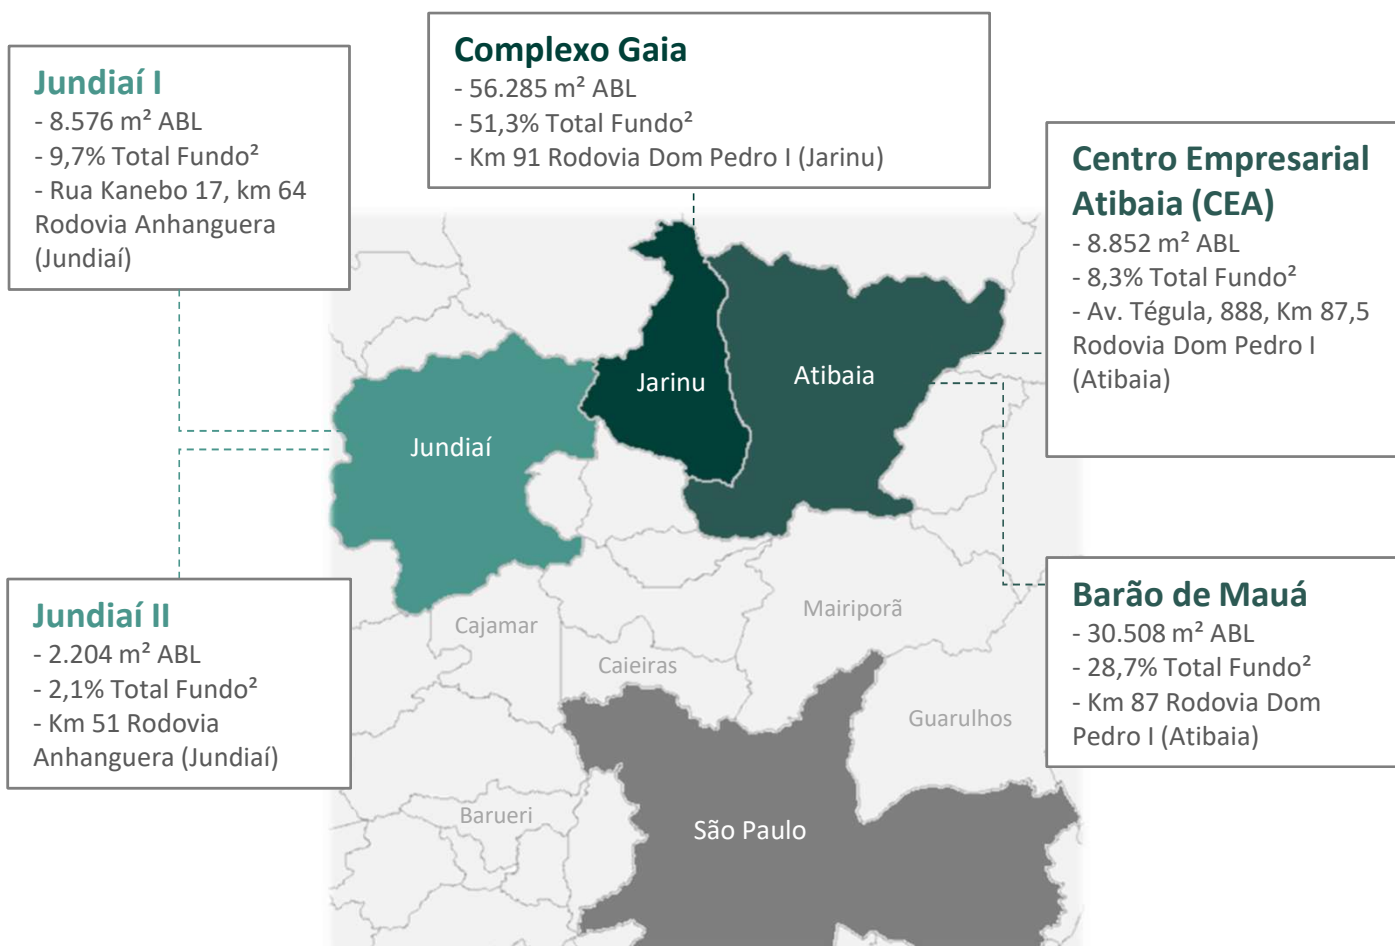 Complexo Gaia
- 56.285 m² ABL
- 51,3% Total Fundo²
- Km 91 Rodovia Dom Pedro I (Jarinu)
Jundiaí I
- 8.576 m² ABL
- 9,7% Total Fundo²
- Rua Kanebo 17, km 64
Rodovia Anhanguera
(Jundiaí)
Centro Empresarial
Atibaia (CEA)
- 8.852 m² ABL
- 8,3% Total Fundo²
- Av. Tégula, 888, Km 87,5
Rodovia Dom Pedro I
(Atibaia)
Jarinu
Atibaia
Jundiaí
Jundiaí II
- 2.204 m² ABL
- 2,1% Total Fundo²
- Km 51 Rodovia
Anhanguera (Jundiaí)
Barão de Mauá
- 30.508 m² ABL
- 28,7% Total Fundo²
- Km 87 Rodovia Dom
Pedro I (Atibaia)
Mairiporã
Cajamar
Caieiras
Guarulhos
Barueri
São Paulo